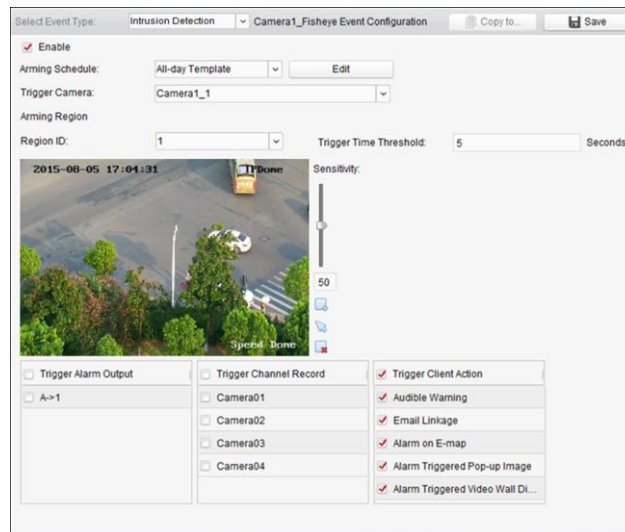 Select Event Type: Intrusion Detection Camera1_Fisheye Event Configuration Copy to... Save
Enable
Arming Schedule: All-day Template Edit
Trigger Camera: Camera1_1
Arming Region
Region ID: 1 Trigger Time Threshold: 5 Seconds
2015-08-05 17:04:31 IPDome Sensitivity:
50
Speed Dome
Trigger Alarm Output Trigger Channel Record Trigger Client Action
A->1 Camera01 Audible Warning
Camera02 Email Linkage
Camera03 Alarm on E-map
Camera04 Alarm Triggered Pop-up Image
Alarm Triggered Video Wall Di...